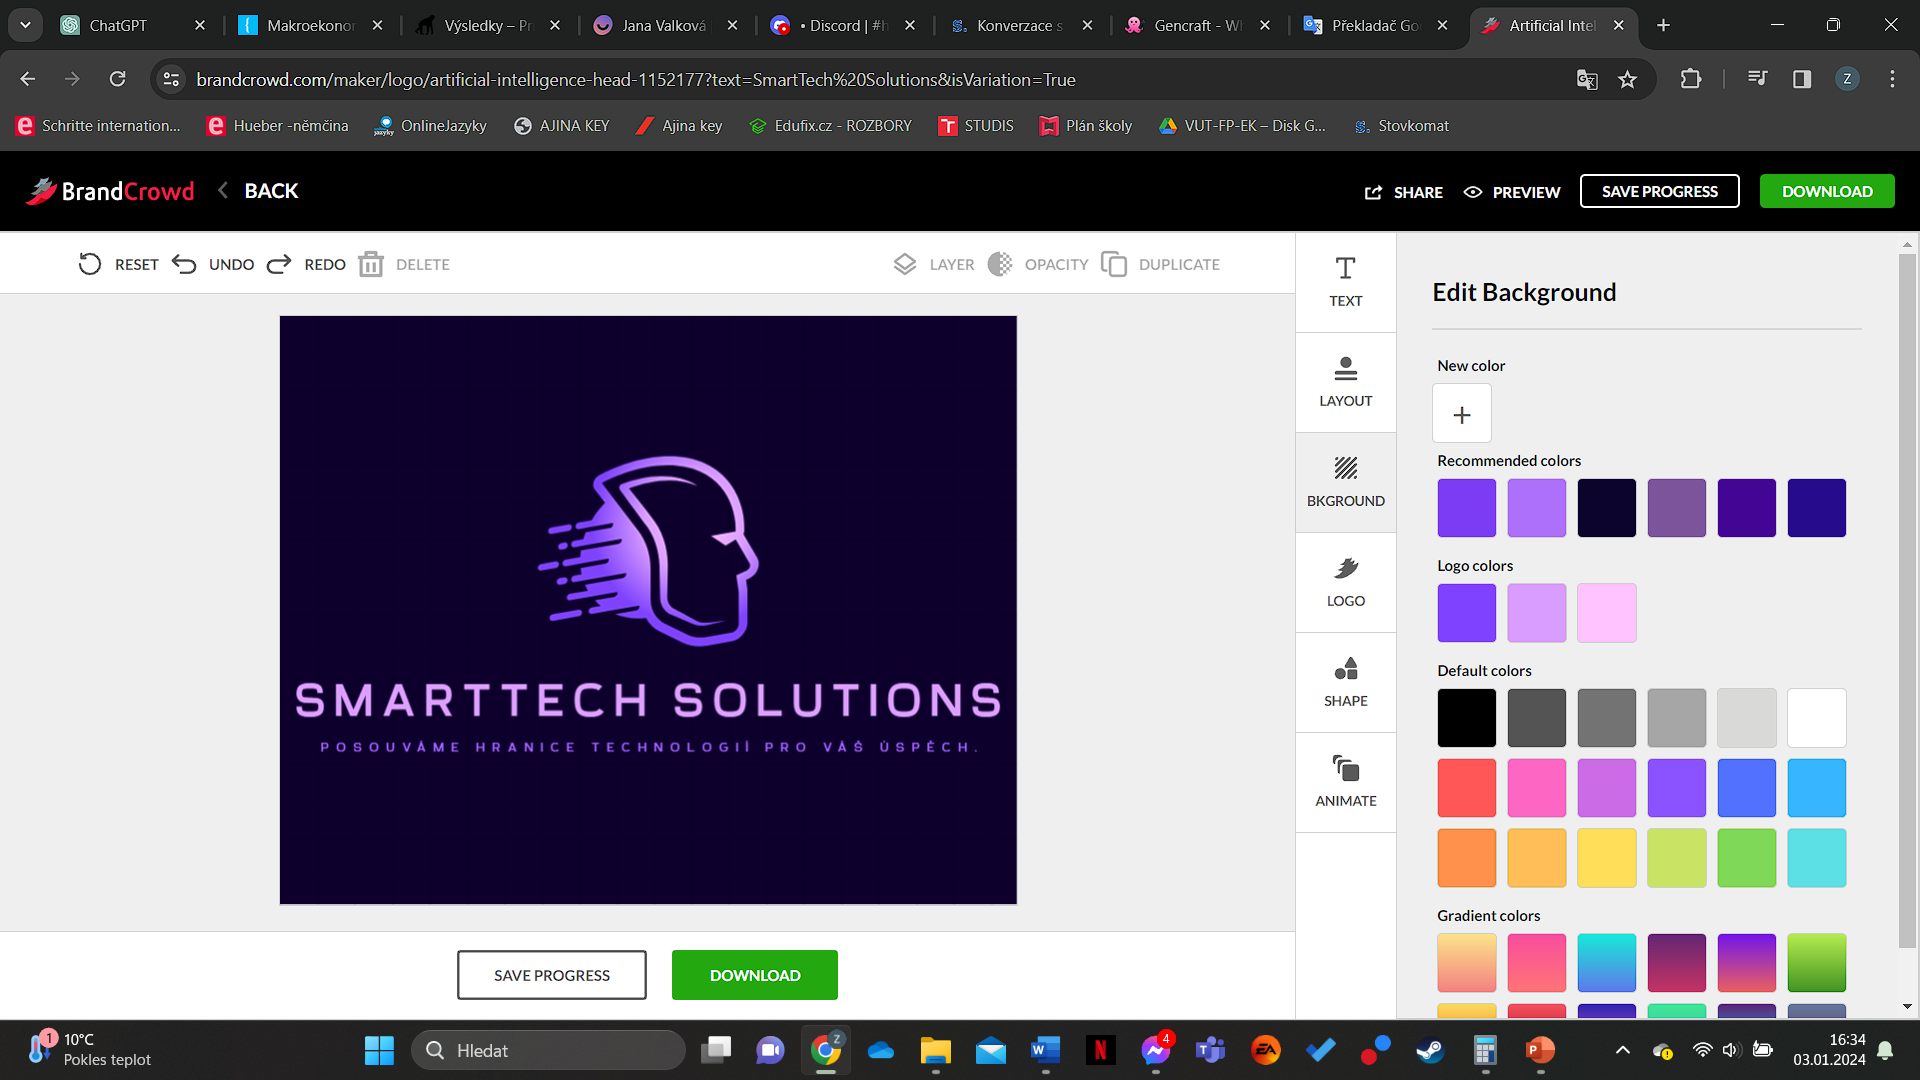 ChatGPT
Makroekonor
Výsledky – Pr
Jana Valková
• Discord | #h
Konverzace s
Gencraft - Wh
Překladač Go
Artificial Intel
brandcrowd.com/maker/logo/artificial-intelligence-head-1152177?text=SmartTech%20Solutions&isVariation=True
Z
Schritte internation...
Hueber -němčina
OnlineJazyky
AJINA KEY
Ajina key
Edufix.cz - ROZBORY
STUDIS
Plán školy
VUT-FP-EK – Disk G...
Stovkomat
BrandCrowd
BACK
SHARE
PREVIEW
SAVE PROGRESS
DOWNLOAD
RESET
UNDO
REDO
DELETE
LAYER
OPACITY
DUPLICATE
TEXT
LAYOUT
BKGROUND
LOGO
SHAPE
ANIMATE
Edit Background
New color
Recommended colors
Logo colors
Default colors
Gradient colors
SMARTTECH SOLUTIONS
POSOUVÁME HRANICE TECHNOLOGIÍ PRO VÁŠ ÚSPĚCH.
SAVE PROGRESS
DOWNLOAD
1
10°C
Pokles teplot
Hledat
Z
4
16:34
03.01.2024